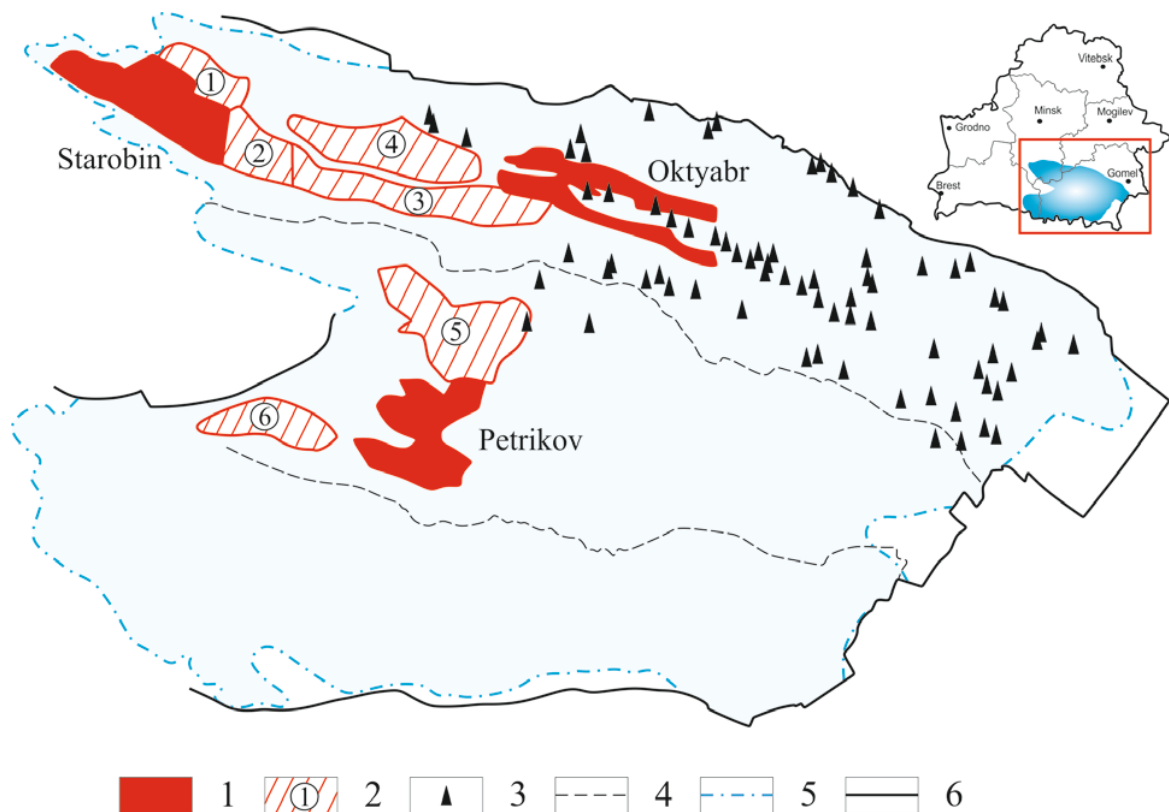 Vitebsk
Minsk
Mogilev
Grodno
Gomel
Brest
1
Starobin
2
4
Oktyabr
3
5
6
Petrikov
1
1 2
3
4
5
6